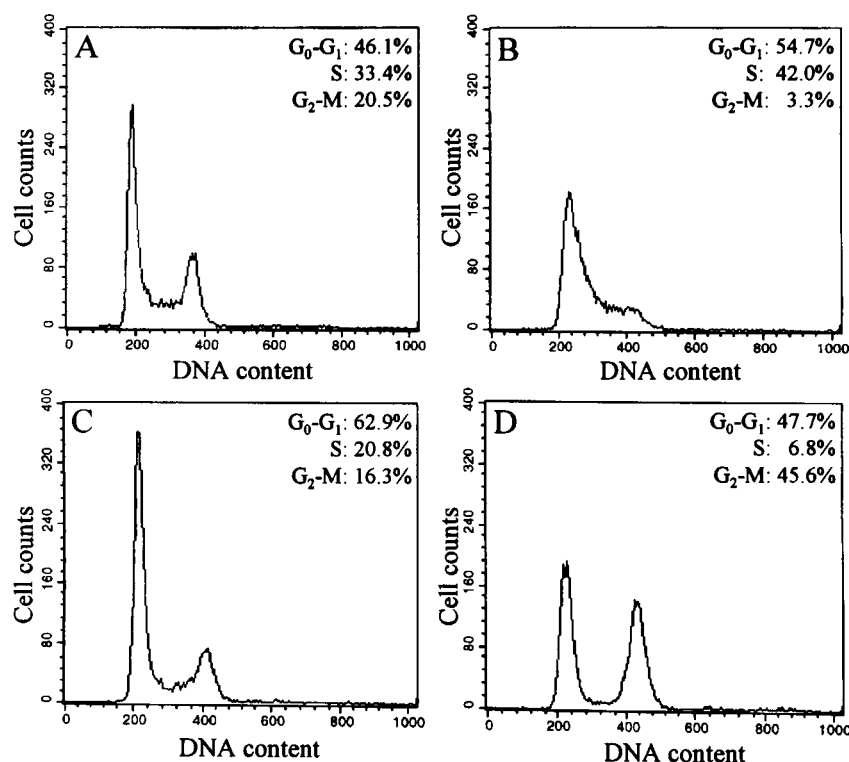 A
G₀-G₁: 46.1%
S: 33.4%
G₂-M: 20.5%
Cell counts
400
320
240
160
80
0
0 200 400 600 800 1000
DNA content
B
G₀-G₁: 54.7%
S: 42.0%
G₂-M: 3.3%
Cell counts
400
320
240
160
80
0
0 200 400 600 800 1000
DNA content
C
G₀-G₁: 62.9%
S: 20.8%
G₂-M: 16.3%
Cell counts
400
320
240
160
80
0
0 200 400 600 800 1000
DNA content
D
G₀-G₁: 47.7%
S: 6.8%
G₂-M: 45.6%
Cell counts
400
320
240
160
80
0
0 200 400 600 800 1000
DNA content